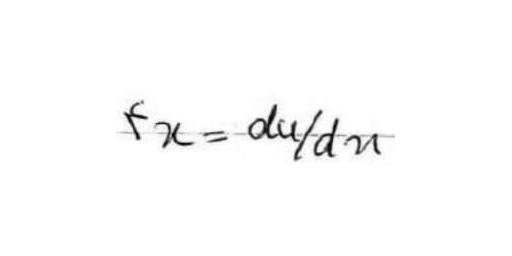 fx = du/dx